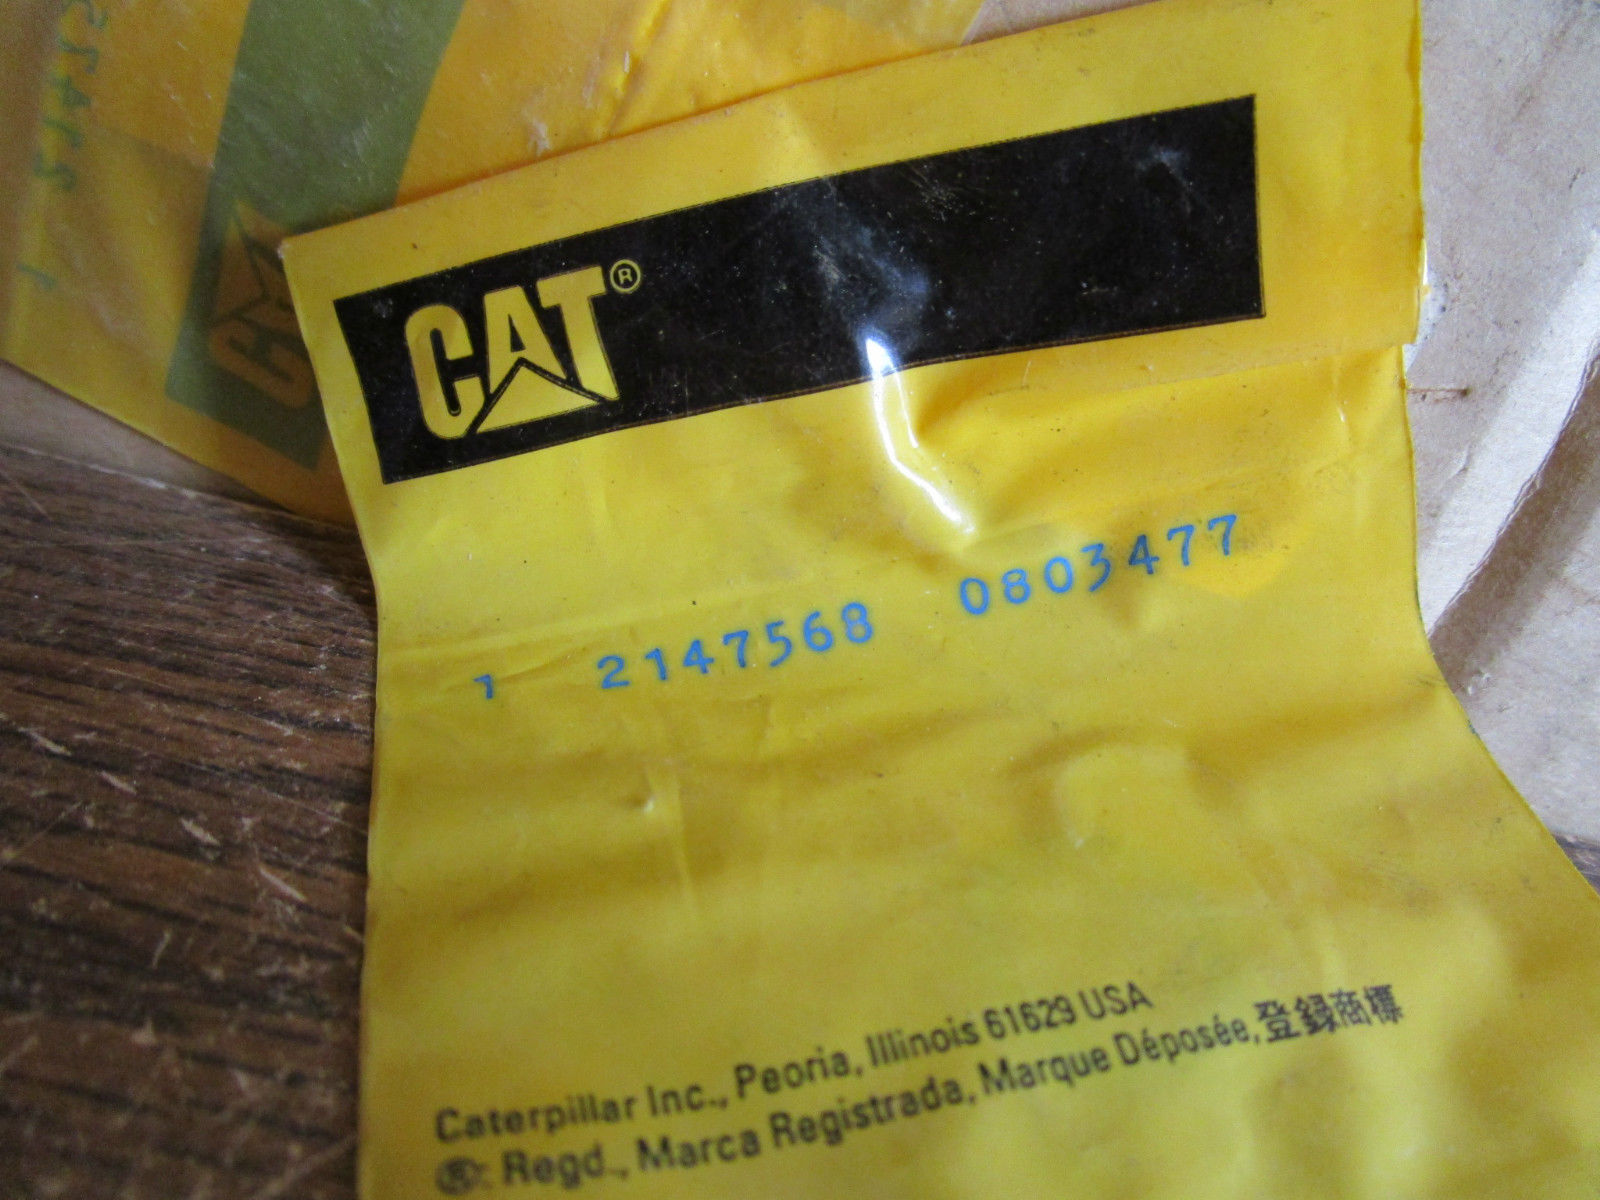 CAT®
1 2147568 0803477
Caterpillar Inc., Peoria, Illinois 61629 USA
®: Regd., Marca Registrada, Marque Déposée, 登録商標
CAT